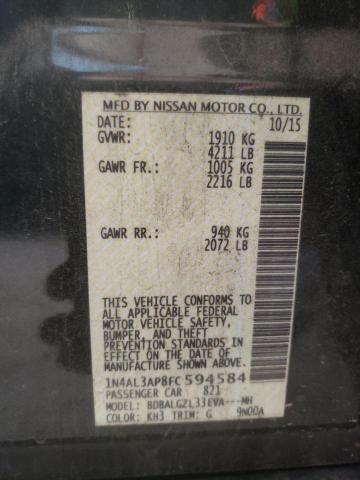 MFD BY NISSAN MOTOR CO., LTD.
DATE: 10/15
GVWR: 1910 KG
4211 LB
GAWR FR: 1005 KG
2216 LB
GAWR RR: 940 KG
2072 LB
THIS VEHICLE CONFORMS TO
ALL APPLICABLE FEDERAL
MOTOR VEHICLE SAFETY,
BUMPER, AND THEFT
PREVENTION STANDARDS IN
EFFECT ON THE DATE OF
MANUFACTURE SHOWN ABOVE.
1N4AL3AP8FC 594584
PASSENGER CAR 821
MODEL: BDBALGZL33EVA---MH
COLOR: KH3 TRIM: G 9N00A